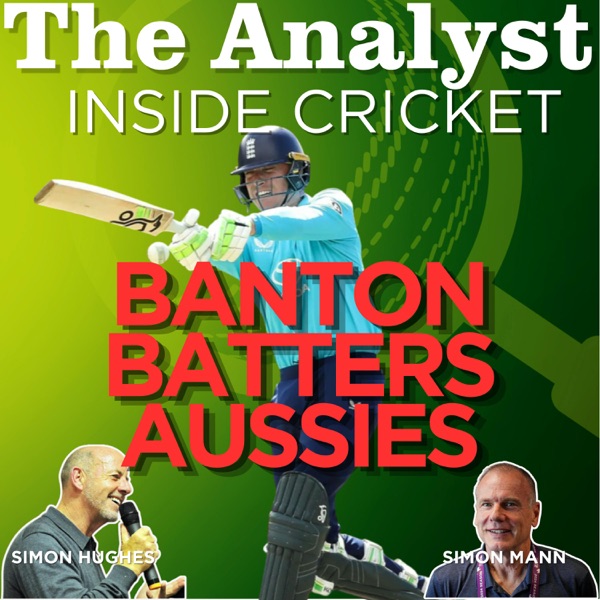 The Analyst
INSIDE CRICKET
BANTON
BATTERS
AUSSIES
SIMON HUGHES
SIMON MANN